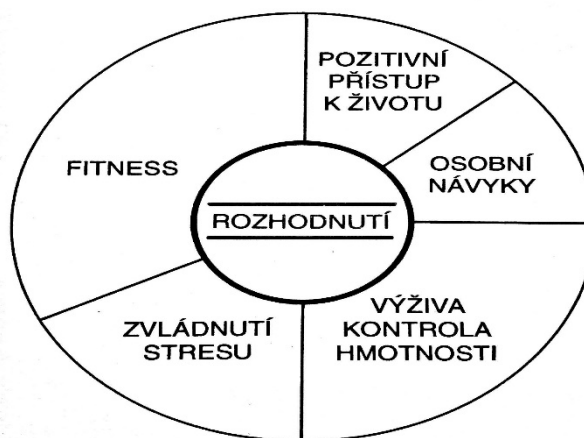 POZITIVNÍ
PŘÍSTUP
K ŽIVOTU
FITNESS
OSOBNÍ
NÁVYKY
ROZHODNUTÍ
ZVLÁDNUTÍ
STRESU
VÝŽIVA
KONTROLA
HMOTNOSTI